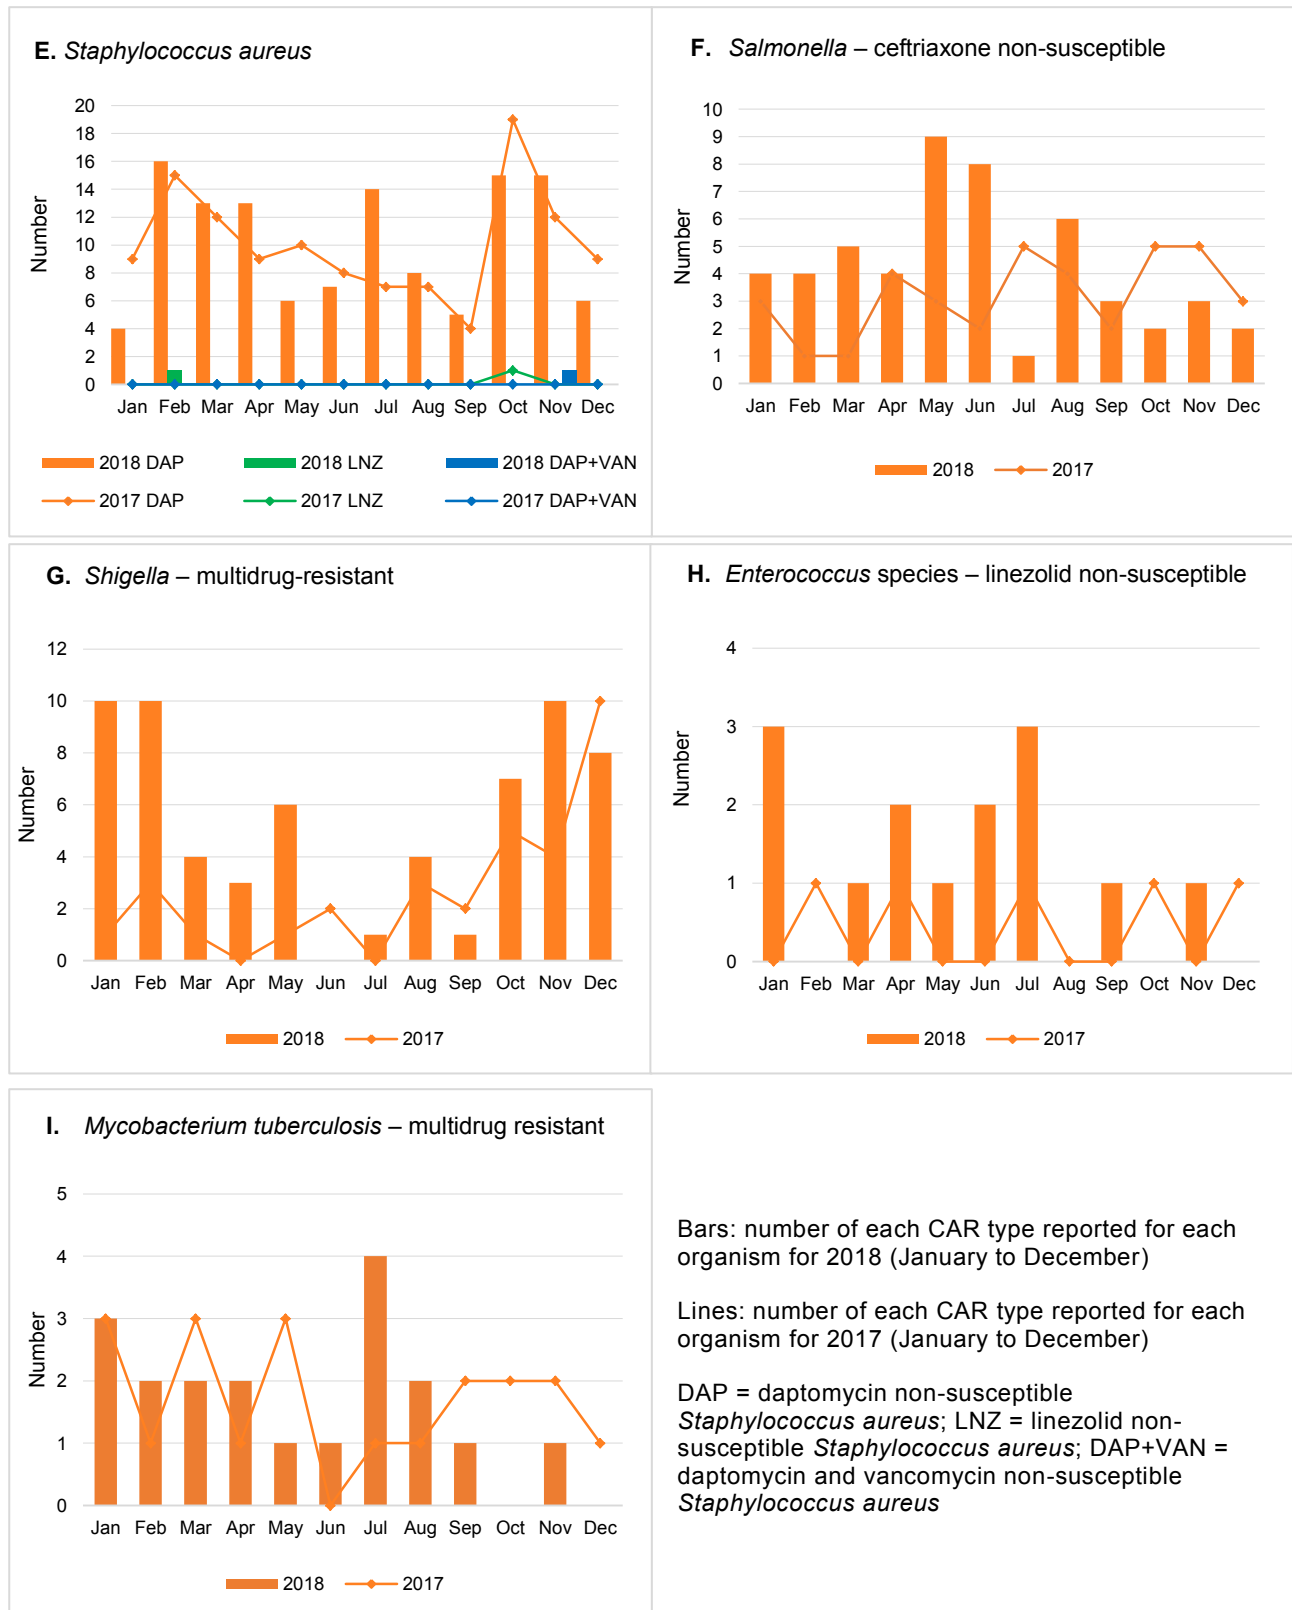 E. Staphylococcus aureus
20
18
16
14
12
10
8
6
4
2
0
Number
Jan Feb Mar Apr May Jun Jul Aug Sep Oct Nov Dec
2018 DAP 2018 LNZ 2018 DAP+VAN
2017 DAP 2017 LNZ 2017 DAP+VAN
F. Salmonella – ceftriaxone non-susceptible
10
9
8
7
6
5
4
3
2
1
0
Number
Jan Feb Mar Apr May Jun Jul Aug Sep Oct Nov Dec
2018 2017
G. Shigella – multidrug-resistant
12
10
8
6
4
2
0
Number
Jan Feb Mar Apr May Jun Jul Aug Sep Oct Nov Dec
2018 2017
H. Enterococcus species – linezolid non-susceptible
4
3
2
1
0
Number
Jan Feb Mar Apr May Jun Jul Aug Sep Oct Nov Dec
2018 2017
I. Mycobacterium tuberculosis – multidrug resistant
5
4
3
2
1
0
Number
Jan Feb Mar Apr May Jun Jul Aug Sep Oct Nov Dec
2018 2017
Bars: number of each CAR type reported for each
organism for 2018 (January to December)
Lines: number of each CAR type reported for each
organism for 2017 (January to December)
DAP = daptomycin non-susceptible
Staphylococcus aureus; LNZ = linezolid non-
susceptible Staphylococcus aureus; DAP+VAN =
daptomycin and vancomycin non-susceptible
Staphylococcus aureus